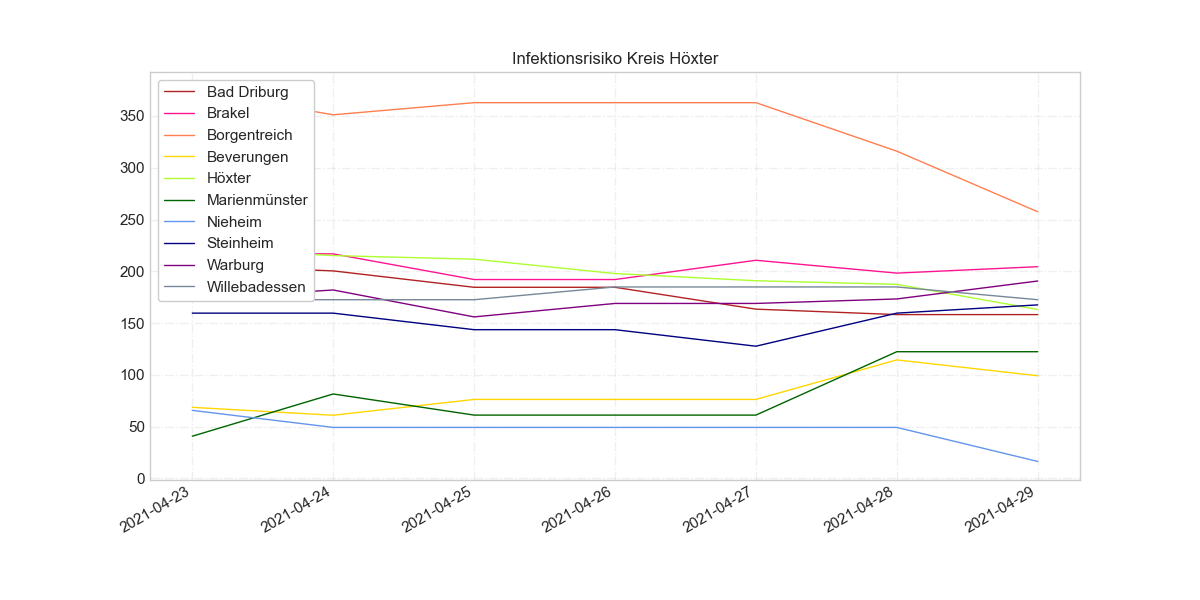 Infektionsrisiko Kreis Höxter
Bad Driburg
Brakel
Borgentreich
Beverungen
Höxter
Marienmünster
Nieheim
Steinheim
Warburg
Willebadessen
350
300
250
200
150
100
50
0
2021-04-23
2021-04-24
2021-04-25
2021-04-26
2021-04-27
2021-04-28
2021-04-29